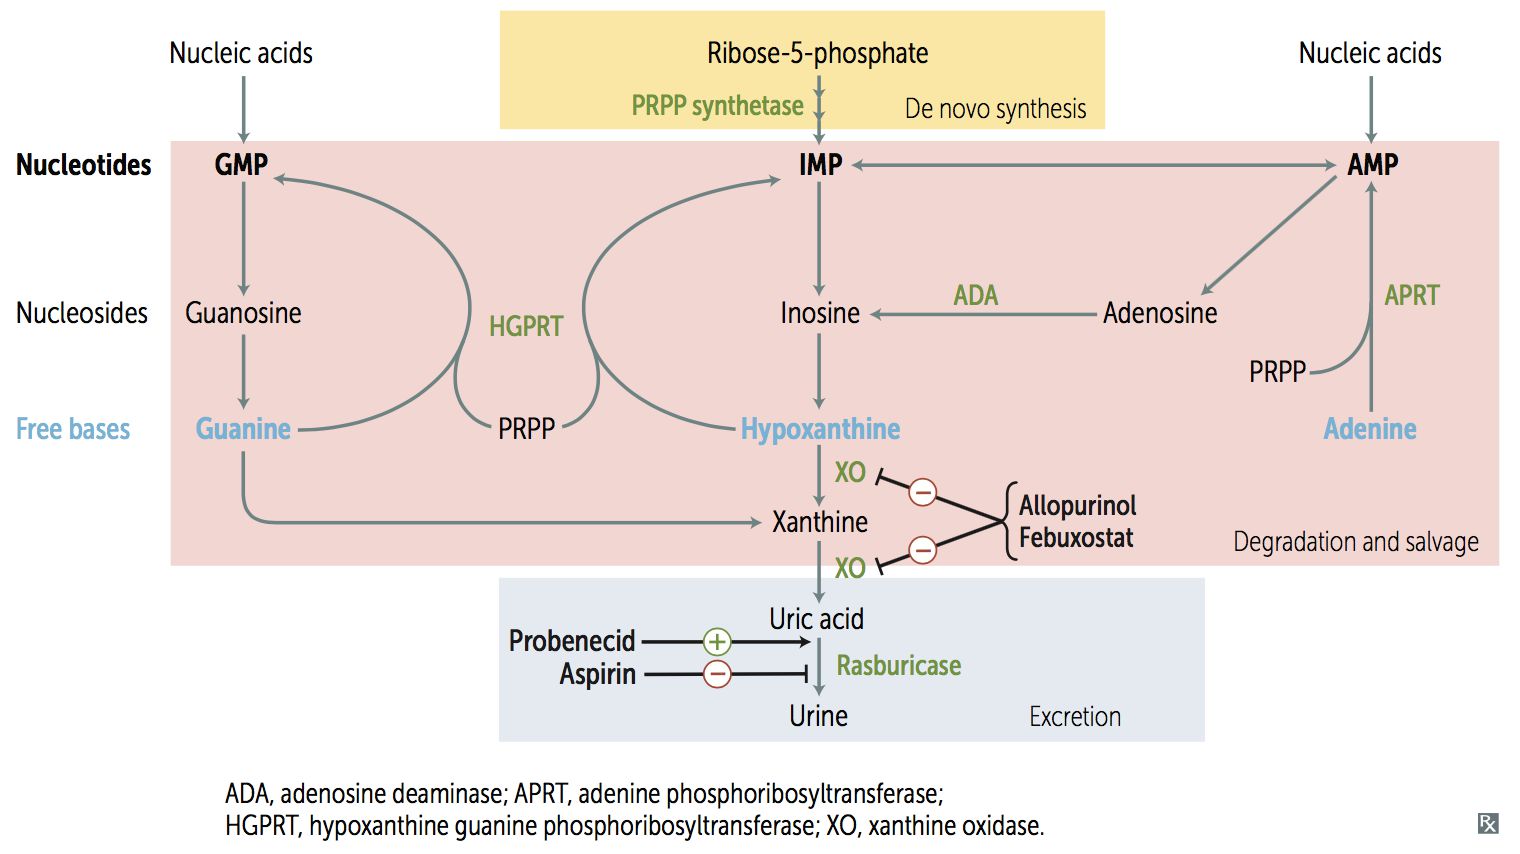 Nucleic acids
Ribose-5-phosphate
Nucleic acids
PRPP synthetase
De novo synthesis
Nucleotides
GMP
IMP
AMP
Nucleosides
Guanosine
HGPRT
Inosine
ADA
Adenosine
APRT
PRPP
Free bases
Guanine
PRPP
Hypoxanthine
Adenine
XO
Xanthine
Allopurinol
Febuxostat
Degradation and salvage
XO
Uric acid
Probenecid
+
Aspirin
−
−
−
Rasburicase
Urine
Excretion
ADA, adenosine deaminase; APRT, adenine phosphoribosyltransferase;
HGPRT, hypoxanthine guanine phosphoribosyltransferase; XO, xanthine oxidase.
Rx